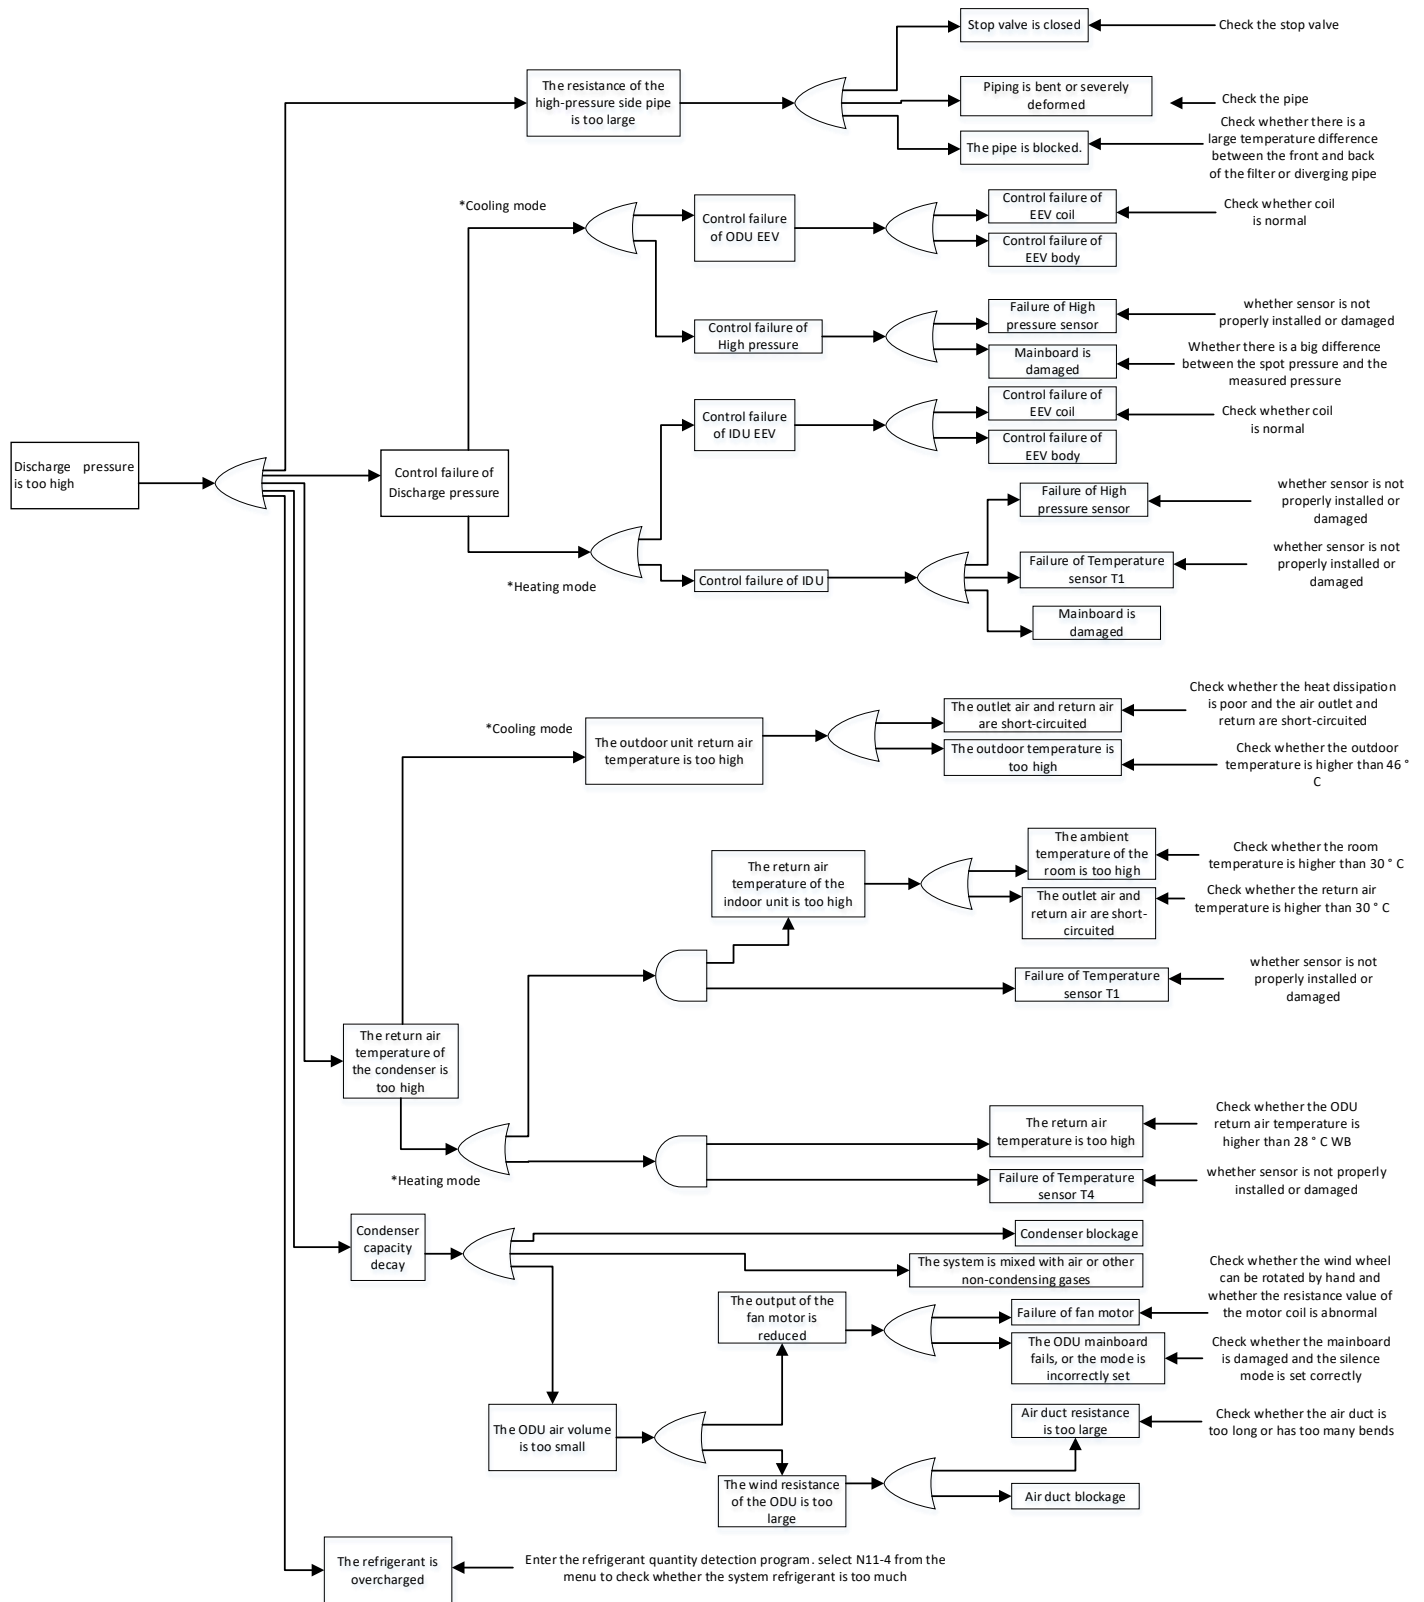 Stop valve is closed
Check the stop valve
The resistance of the
high-pressure side pipe
is too large
Piping is bent or severely
deformed
Check the pipe
The pipe is blocked.
Check whether there is a
large temperature difference
between the front and back
of the filter or diverging pipe
*Cooling mode
Control failure
of ODU EEV
Control failure of
EEV coil
Check whether coil
is normal
Control failure of
EEV body
Control failure of
High pressure
Failure of High
pressure sensor
whether sensor is not
properly installed or damaged
Mainboard is
damaged
Whether there is a big difference
between the spot pressure and the
measured pressure
Control failure
of IDU EEV
Control failure of
EEV coil
Check whether coil
is normal
Control failure of
EEV body
Discharge pressure
is too high
Control failure of
Discharge pressure
Failure of High
pressure sensor
whether sensor is not
properly installed or
damaged
*Heating mode
Control failure of IDU
Failure of Temperature
sensor T1
whether sensor is not
properly installed or
damaged
Mainboard is
damaged
*Cooling mode
The outdoor unit return air
temperature is too high
The outlet air and return air
are short-circuited
Check whether the heat dissipation
is poor and the air outlet and
return are short-circuited
The outdoor temperature is
too high
Check whether the outdoor
temperature is higher than 46 °
C
The return air
temperature of the
indoor unit is too high
The ambient
temperature of the
room is too high
Check whether the room
temperature is higher than 30 ° C
The outlet air and
return air are short-
circuited
Check whether the return air
temperature is higher than 30 ° C
Failure of Temperature
sensor T1
whether sensor is not
properly installed or
damaged
The return air
temperature of
the condenser is
too high
*Heating mode
The return air
temperature is too high
Check whether the ODU
return air temperature is
higher than 28 ° C WB
Failure of Temperature
sensor T4
whether sensor is not properly
installed or damaged
Condenser
capacity
decay
Condenser blockage
The system is mixed with air or other
non-condensing gases
The output of the
fan motor is
reduced
Failure of fan motor
Check whether the wind wheel
can be rotated by hand and
whether the resistance value of
the motor coil is abnormal
The ODU mainboard
fails, or the mode is
incorrectly set
Check whether the mainboard
is damaged and the silence
mode is set correctly
The ODU air volume
is too small
Air duct resistance
is too large
Check whether the air duct is
too long or has too many bends
The wind resistance
of the ODU is too
large
Air duct blockage
The refrigerant is
overcharged
Enter the refrigerant quantity detection program. select N11-4 from the
menu to check whether the system refrigerant is too much